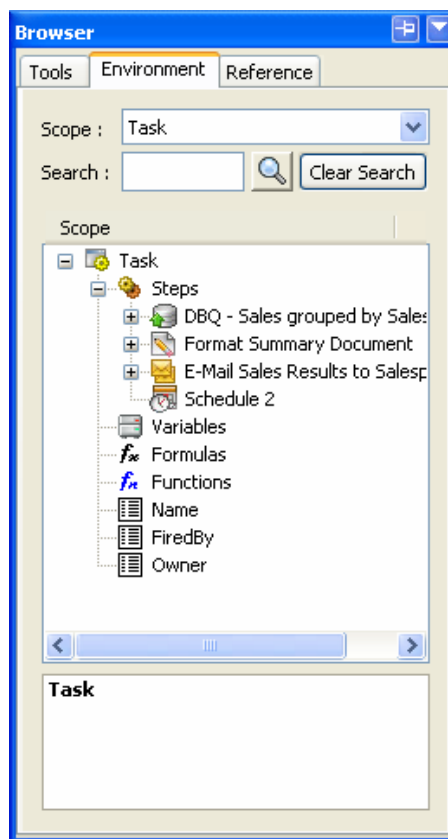 Browser
Tools Environment Reference
Scope : Task
Search : Clear Search
Scope
Task
Steps
DBQ - Sales grouped by Sales
Format Summary Document
E-Mail Sales Results to Salesp
Schedule 2
Variables
Formulas
Functions
Name
FiredBy
Owner
Task